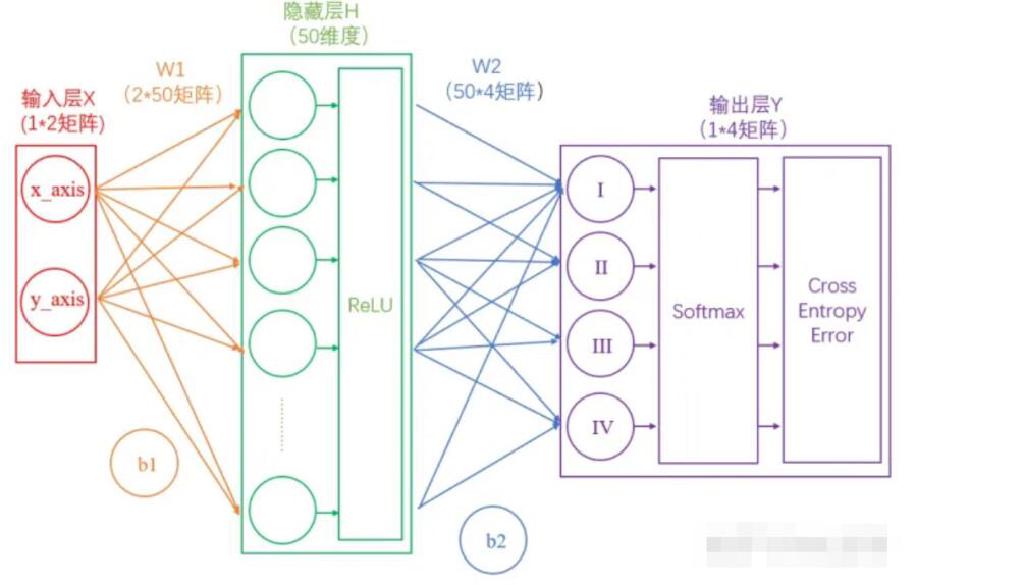 输入层X
(1*2矩阵)
x_axis
y_axis
W1
(2*50矩阵)
b1
隐藏层H
(50维度)
ReLU
W2
(50*4矩阵)
b2
输出层Y
(1*4矩阵)
I
II
III
IV
Softmax
Cross
Entropy
Error